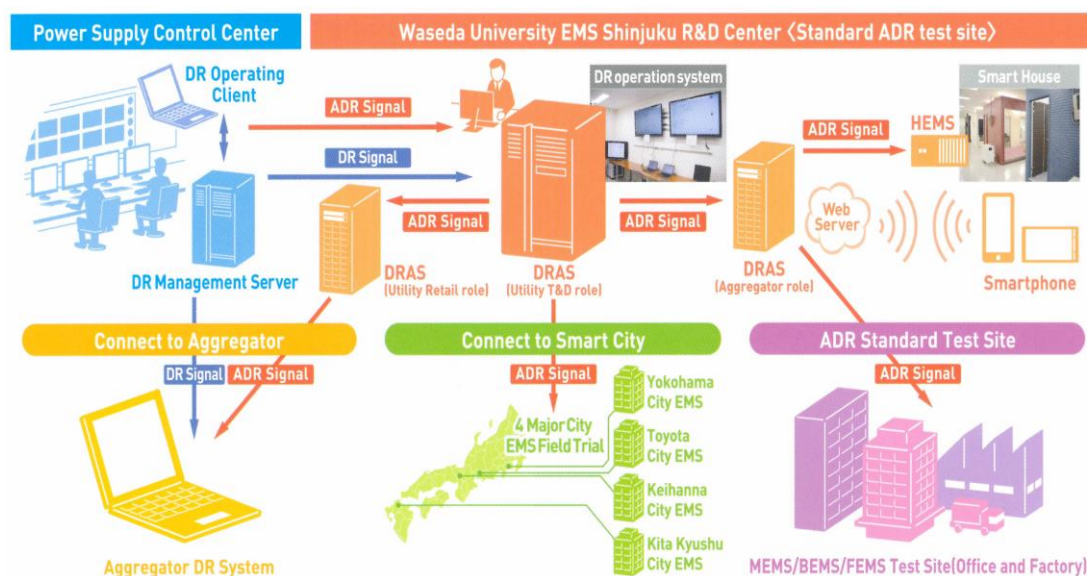 Power Supply Control Center
Waseda University EMS Shinjuku R&D Center 〈Standard ADR test site〉
DR Operating
Client
ADR Signal
DR Signal
DR operation system
Smart House
ADR Signal
HEMS
ADR Signal
ADR Signal
Web
Server
DR Management Server
DRAS
(Utility Retail role)
DRAS
(Utility T&D role)
DRAS
(Aggregator role)
Smartphone
Connect to Aggregator
Connect to Smart City
ADR Standard Test Site
DR Signal
ADR Signal
ADR Signal
ADR Signal
4 Major City
EMS Field Trial
Yokohama
City EMS
Toyota
City EMS
Keihanna
City EMS
Kita Kyushu
City EMS
Aggregator DR System
MEMS/BEMS/FEMS Test Site(Office and Factory)